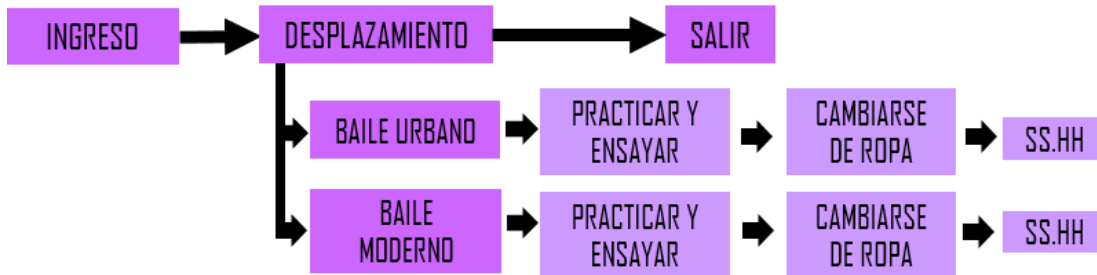 INGRESO
DESPLAZAMIENTO
SALIR
BAILE URBANO
PRACTICAR Y
ENSAYAR
CAMBIARSE
DE ROPA
SS.HH
BAILE
MODERNO
PRACTICAR Y
ENSAYAR
CAMBIARSE
DE ROPA
SS.HH